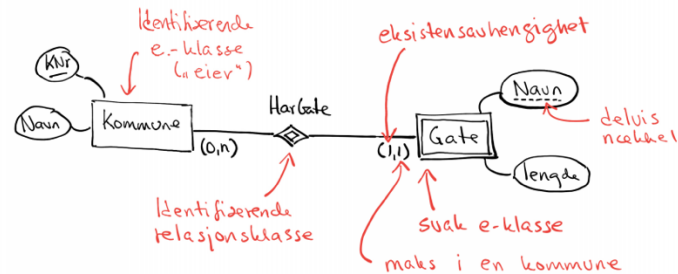 Identifiserende
e.-klasse
("eier")
eksistensavhengighet
KNr
Navn
Kommune
(0,n)
HarGate
(1,1)
Gate
Navn
delvis
nøkkel
lengde
Identifiserende
relasjonsklasse
svak e-klasse
maks i en kommune